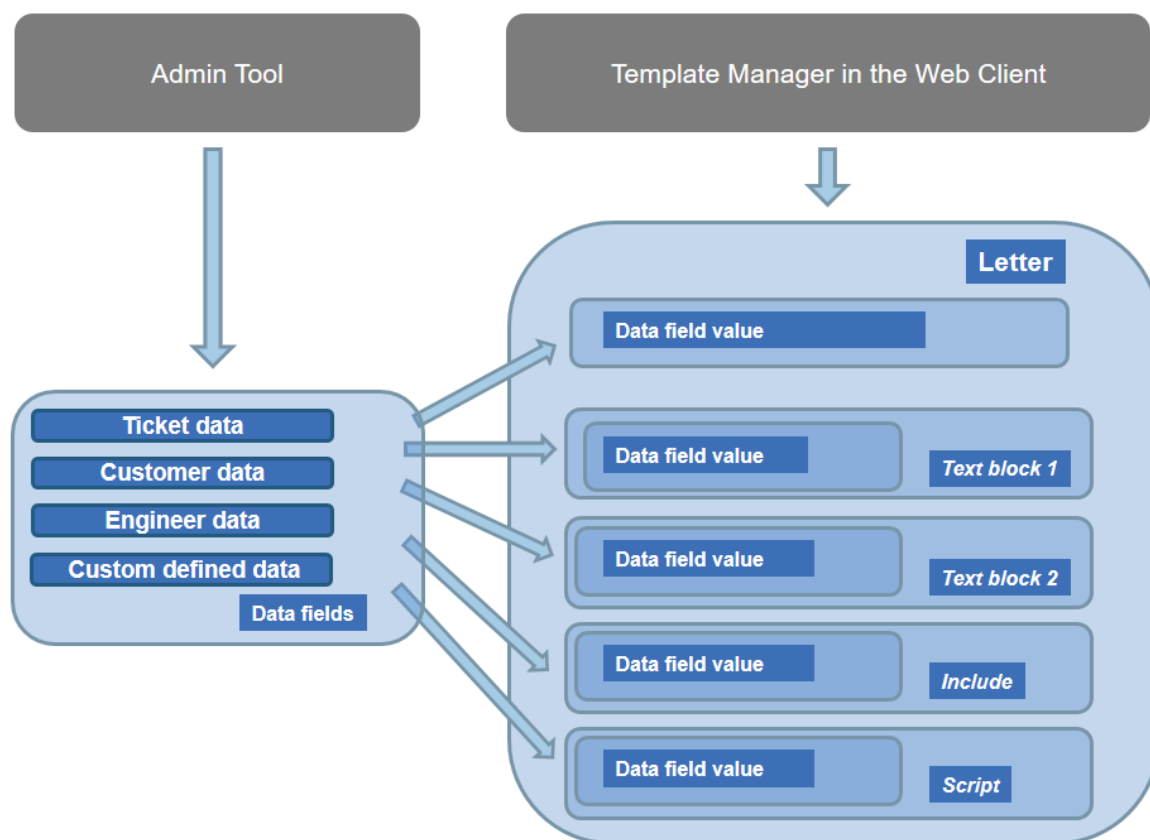 Admin Tool
Template Manager in the Web Client
Letter
Data field value
Ticket data
Customer data
Engineer data
Custom defined data
Data fields
Data field value
Text block 1
Data field value
Text block 2
Data field value
Include
Data field value
Script